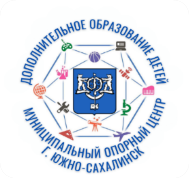 ДОПОЛНИТЕЛЬНОЕ ОБРАЗОВАНИЕ ДЕТЕЙ
МУНИЦИПАЛЬНЫЙ ОПОРНЫЙ ЦЕНТР
Г. ЮЖНО-САХАЛИНСК